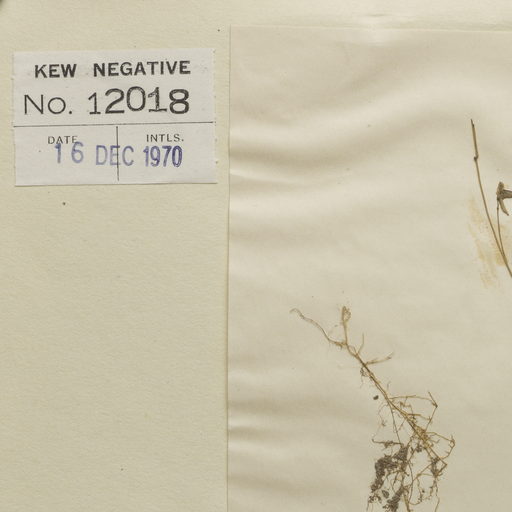 KEW NEGATIVE
No. 12018
DATE INTLS.
16 DEC 1970